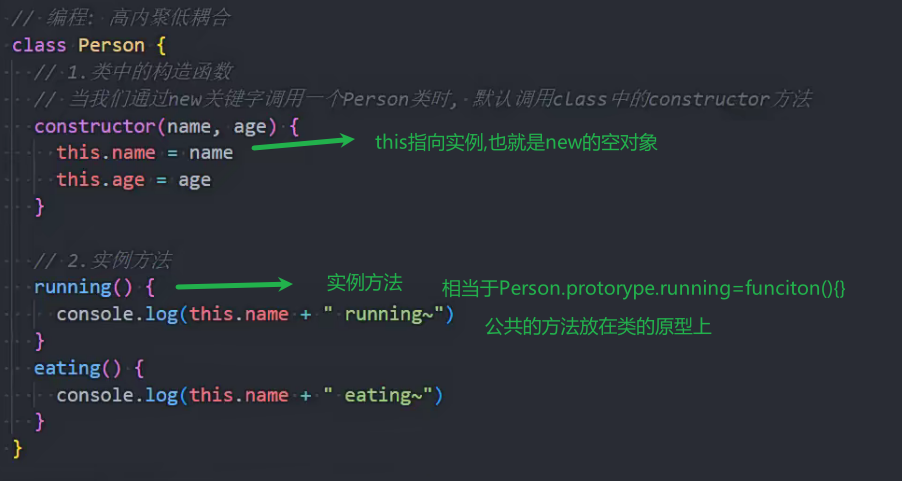 // 编程: 高内聚低耦合
class Person {
// 1.类中的构造函数
// 当我们通过new关键字调用一个Person类时, 默认调用class中的constructor方法
constructor(name, age) {
this.name = name
this指向实例,也就是new的空对象
this.age = age
}
// 2.实例方法
running() {
实例方法
相当于Person.protorype.running=funciton(){}
console.log(this.name + " running~")
公共的方法放在类的原型上
}
eating() {
console.log(this.name + " eating~")
}
}